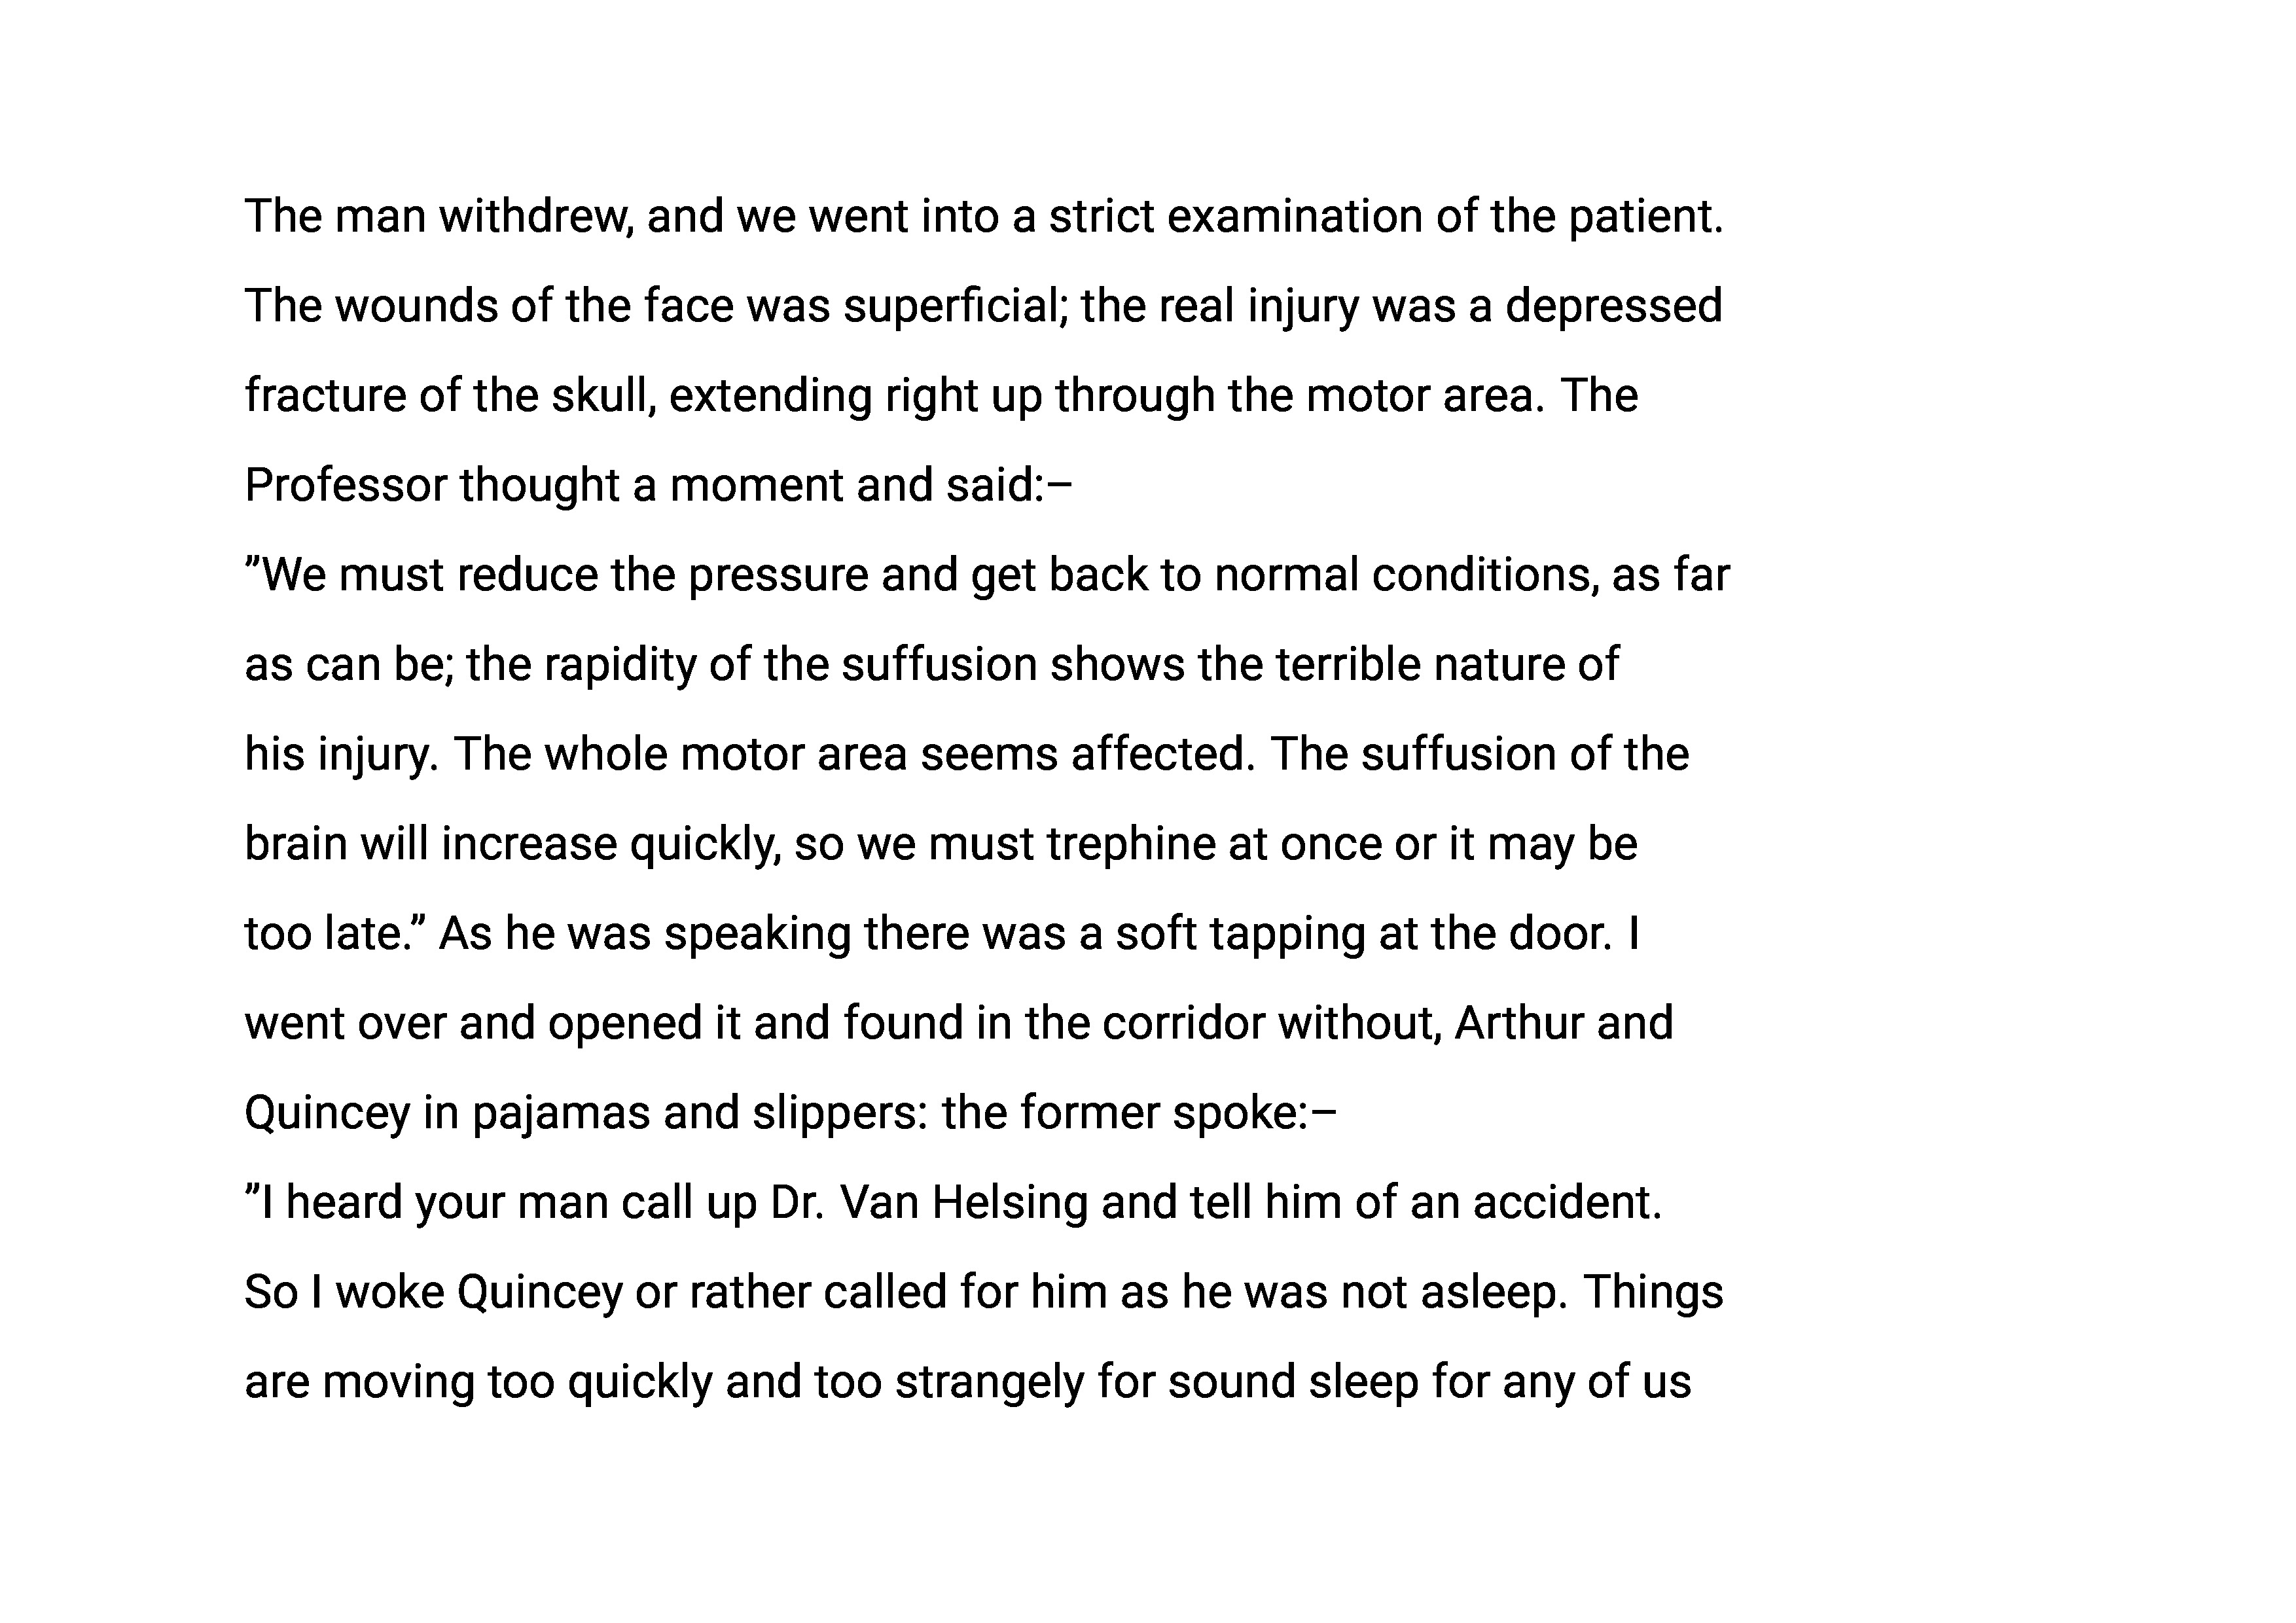 The man withdrew, and we went into a strict examination of the patient.
The wounds of the face was superficial; the real injury was a depressed
fracture of the skull, extending right up through the motor area. The
Professor thought a moment and said:–
”We must reduce the pressure and get back to normal conditions, as far
as can be; the rapidity of the suffusion shows the terrible nature of
his injury. The whole motor area seems affected. The suffusion of the
brain will increase quickly, so we must trephine at once or it may be
too late.” As he was speaking there was a soft tapping at the door. I
went over and opened it and found in the corridor without, Arthur and
Quincey in pajamas and slippers: the former spoke:–
”I heard your man call up Dr. Van Helsing and tell him of an accident.
So I woke Quincey or rather called for him as he was not asleep. Things
are moving too quickly and too strangely for sound sleep for any of us